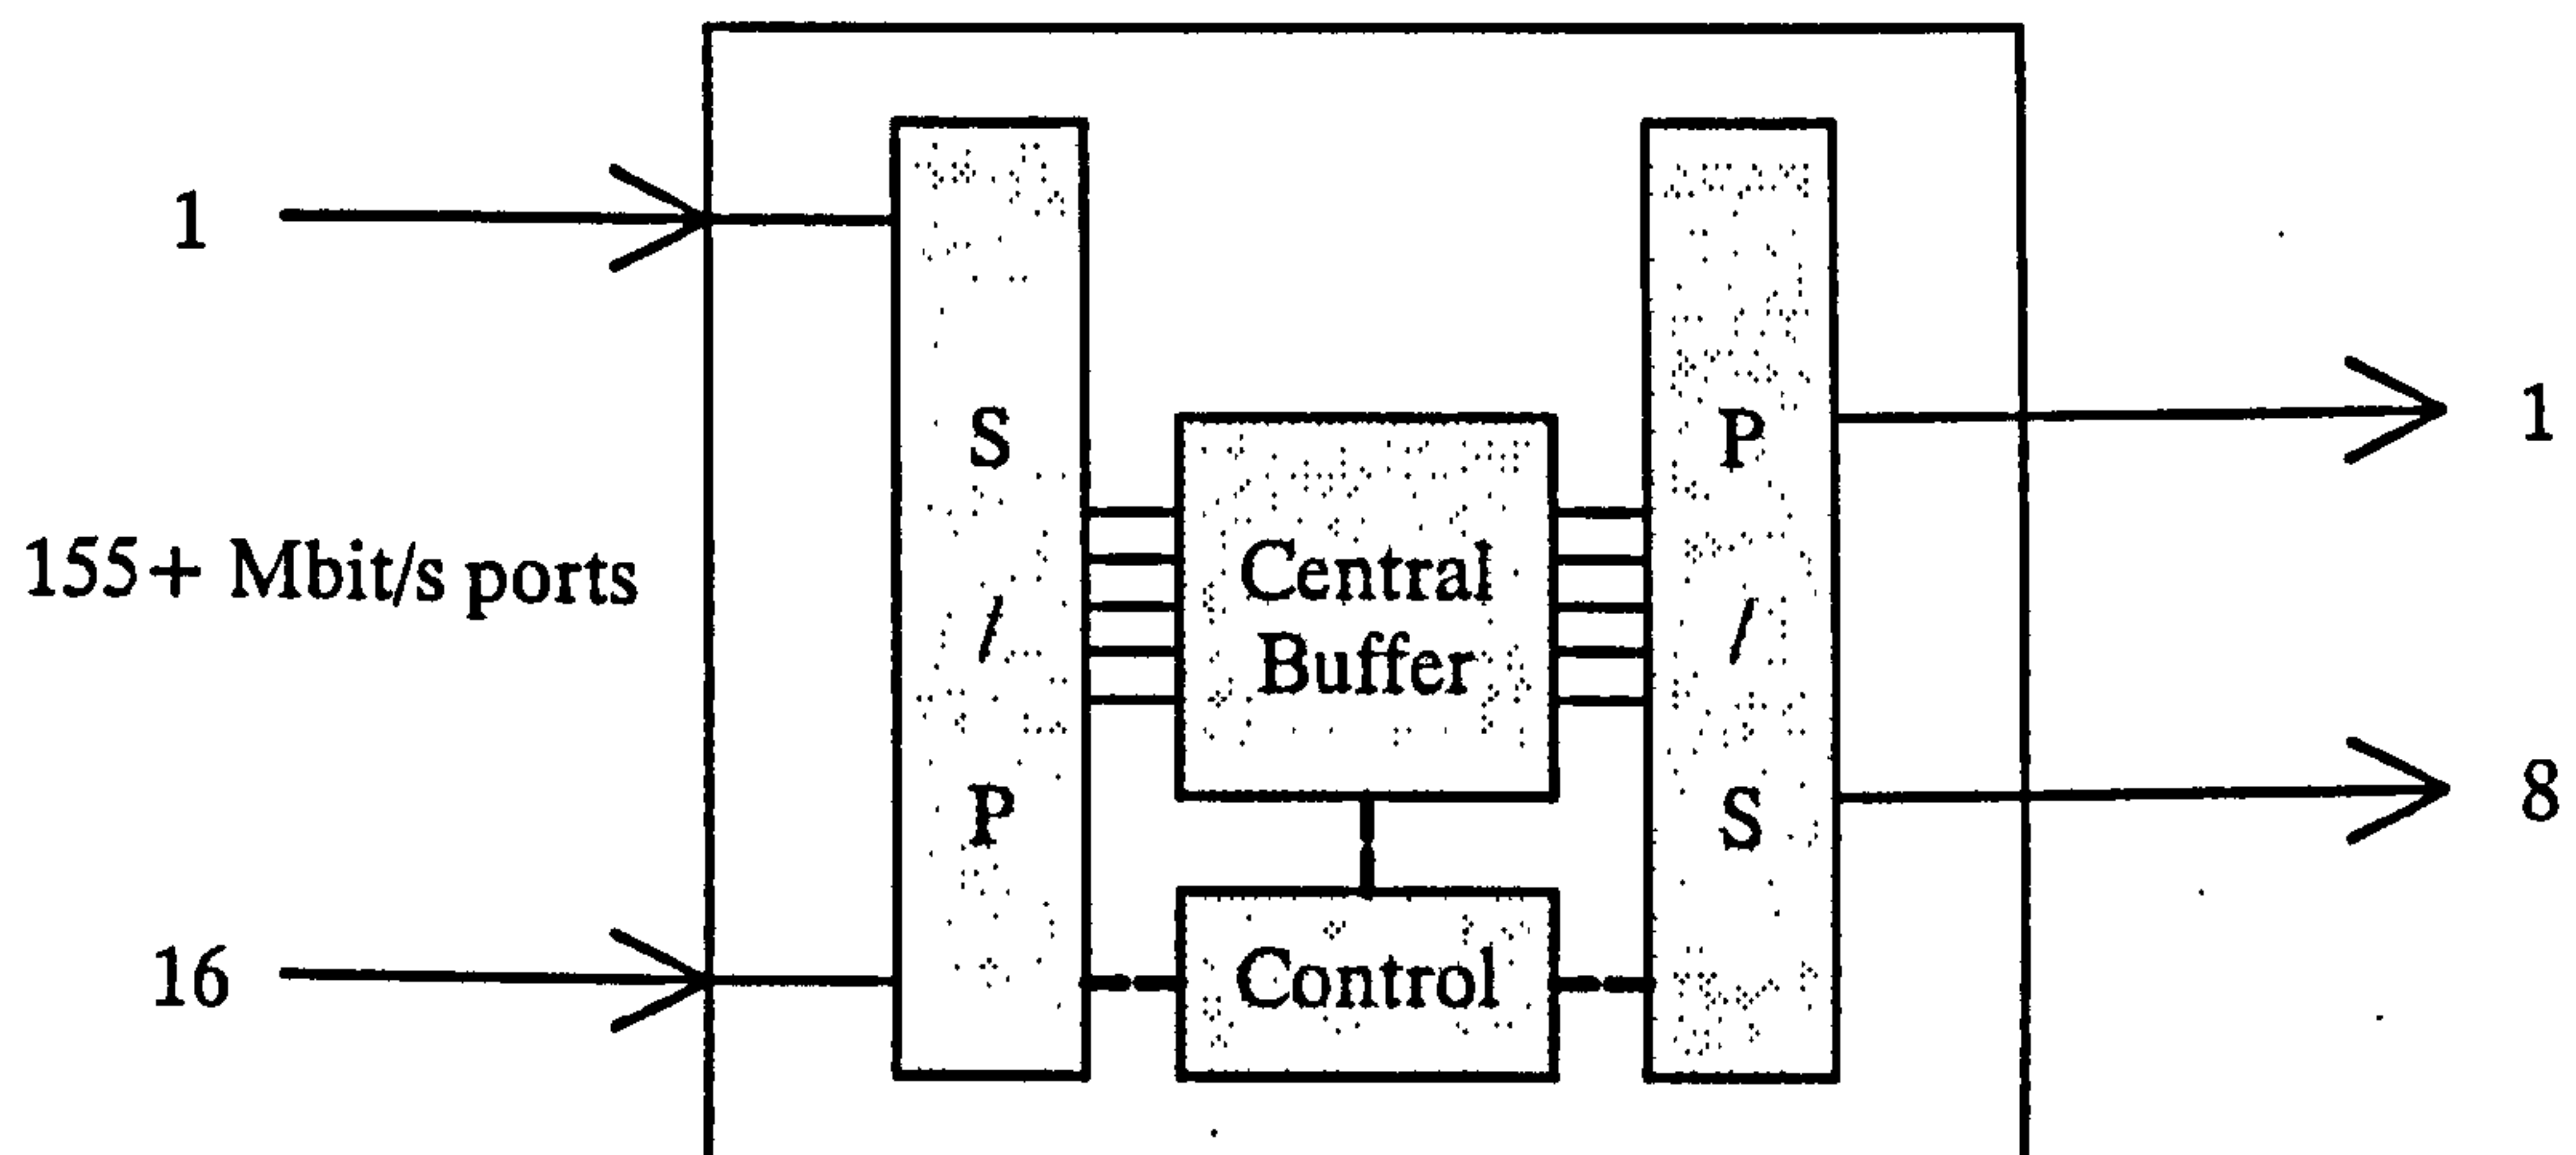 1
155+ Mbit/s ports
16
S
/
P
Central
Buffer
Control
P
/
S
1
8